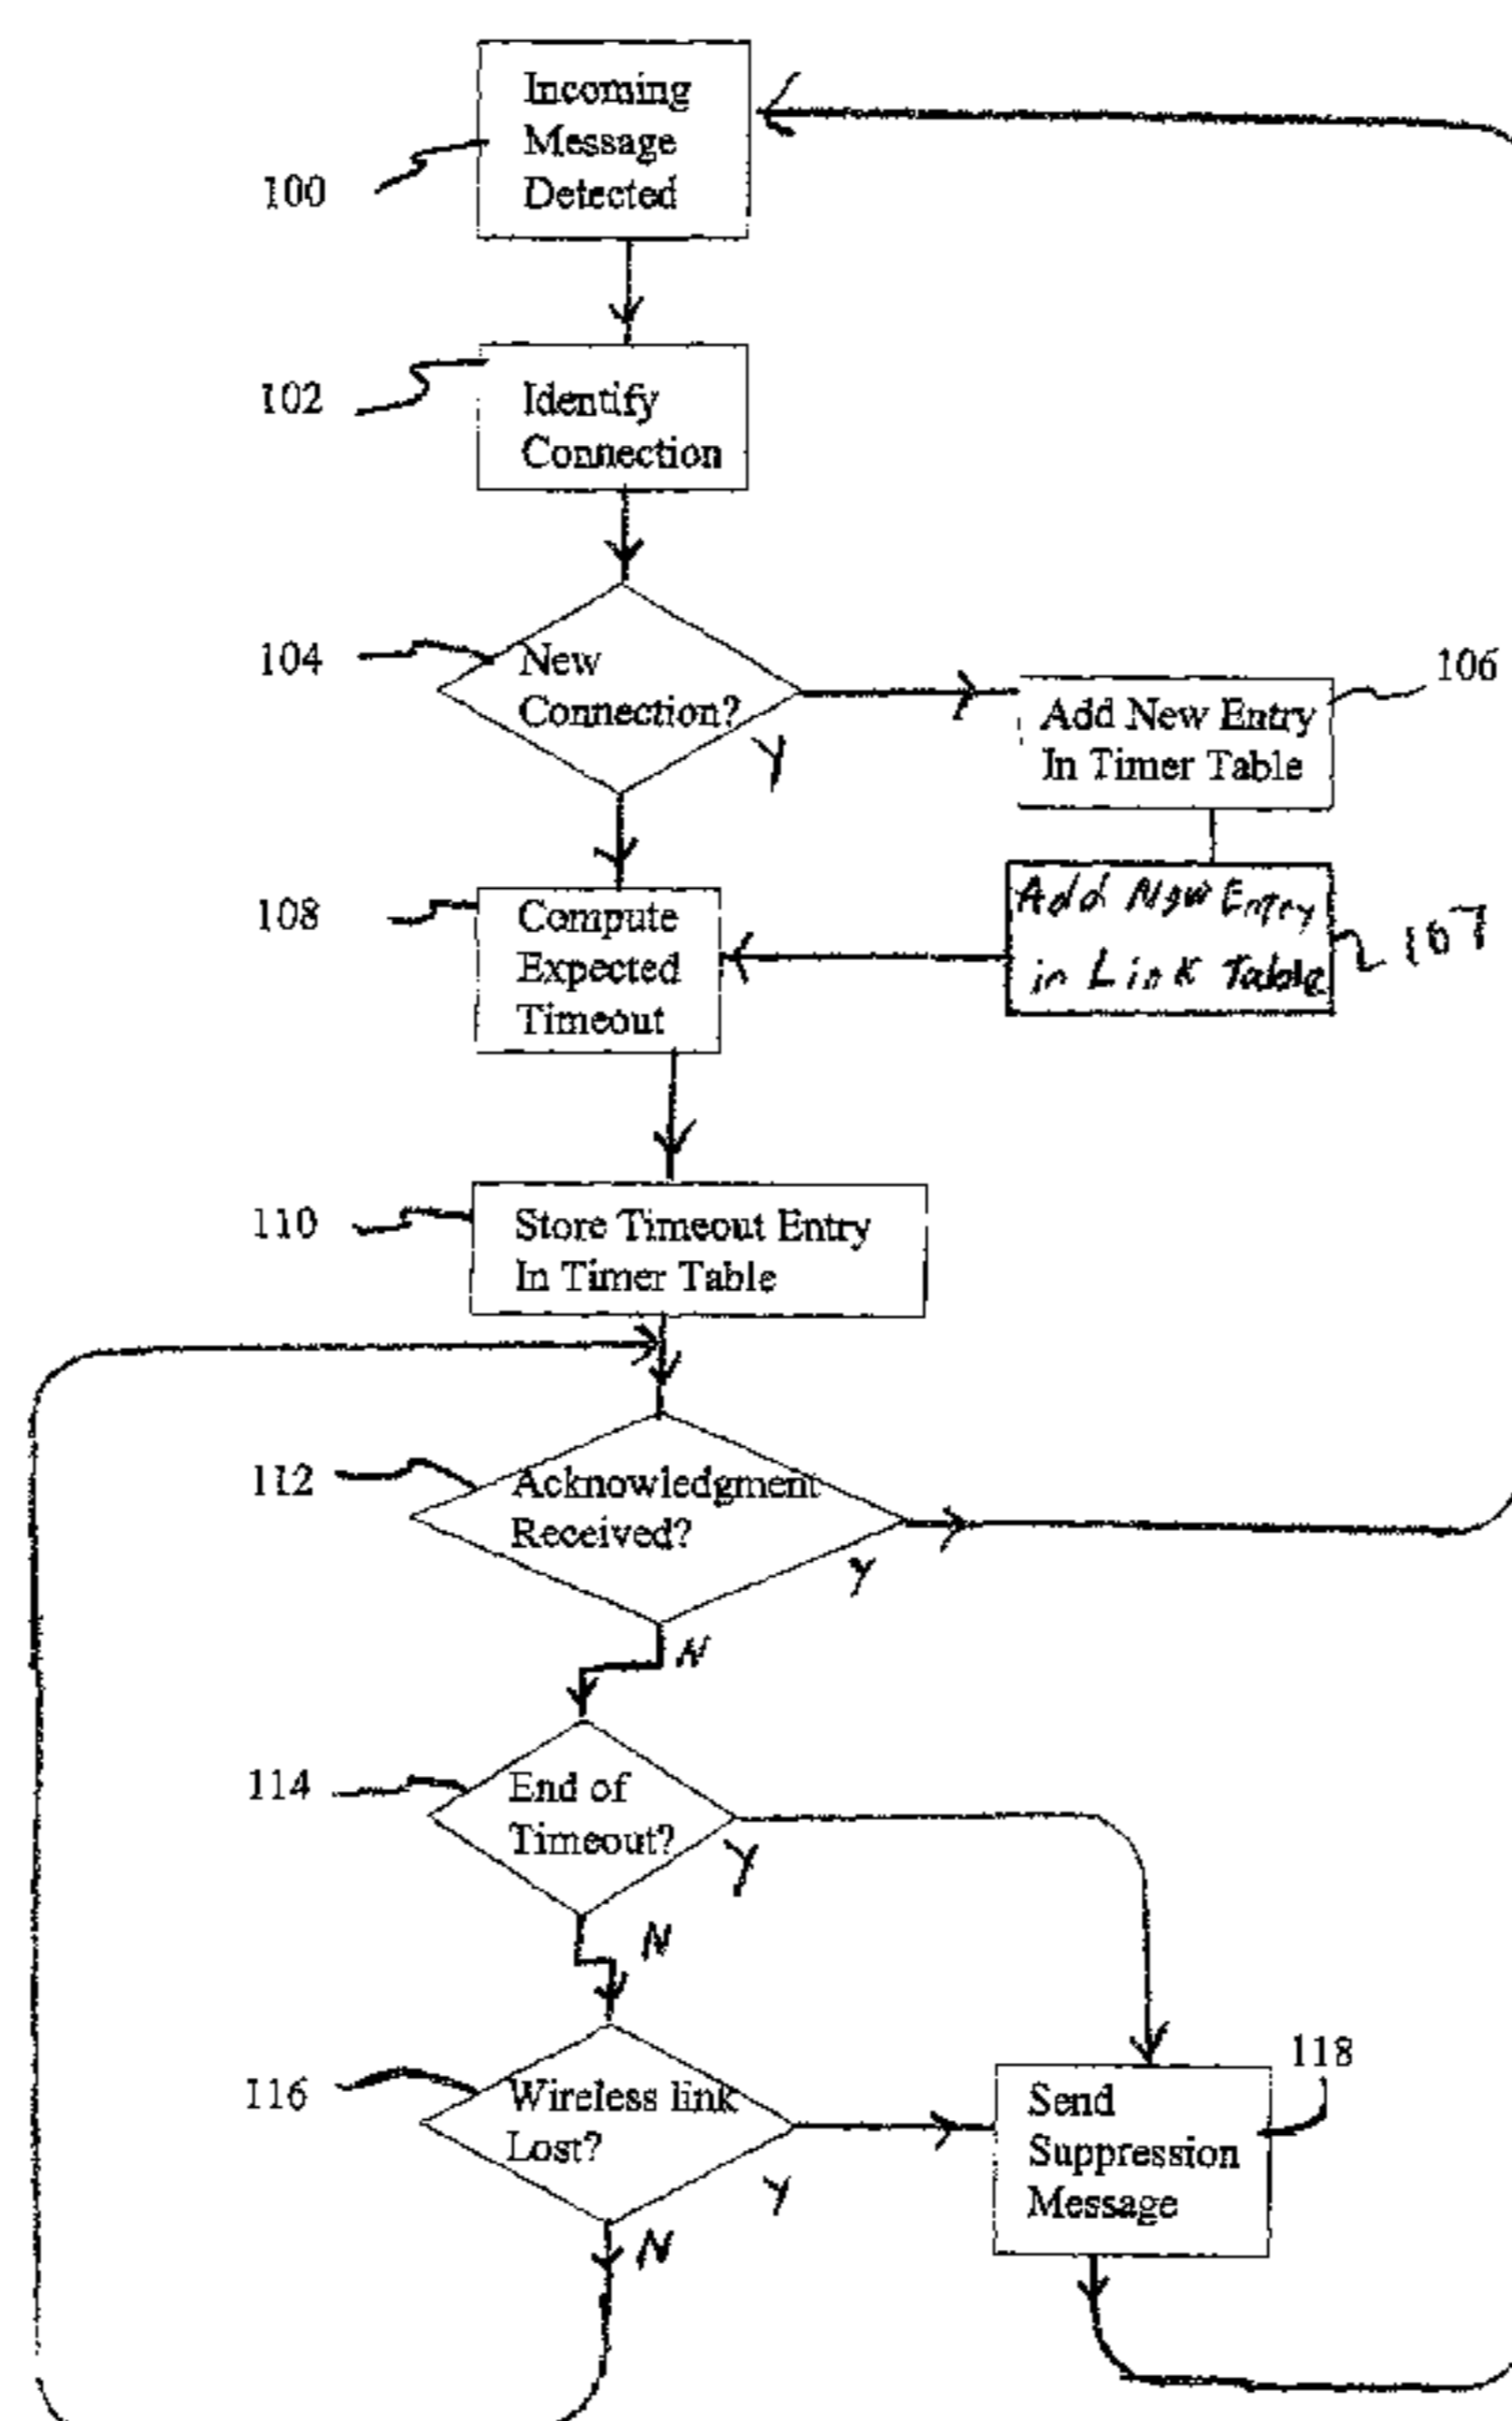 Incoming
Message
Detected
100
102
Identify
Connection
104
New
Connection?
Y
106
Add New Entry
In Timer Table
108
Compute
Expected
Timeout
Add New Entry
in Link Table
107
110
Store Timeout Entry
In Timer Table
112
Acknowledgment
Received?
Y
N
114
End of
Timeout?
Y
N
116
Wireless link
Lost?
Y
N
118
Send
Suppression
Message